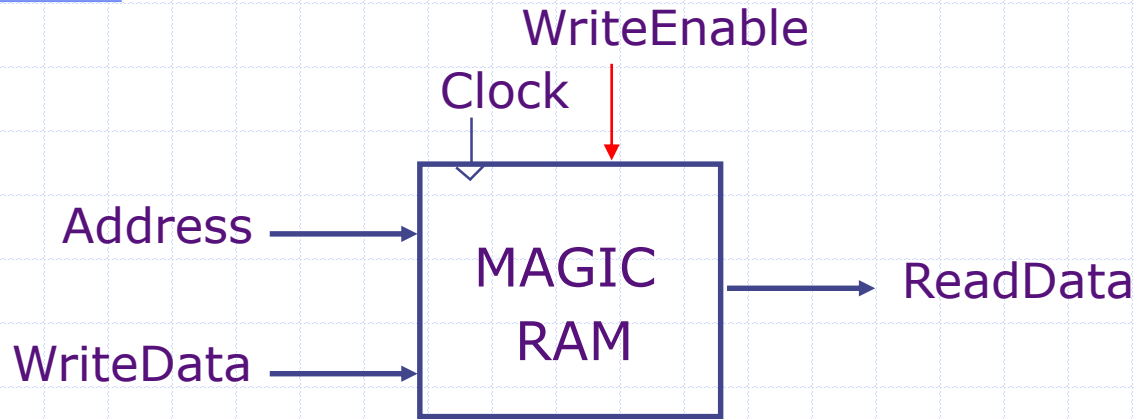 WriteEnable
Clock
Address
MAGIC
RAM
ReadData
WriteData